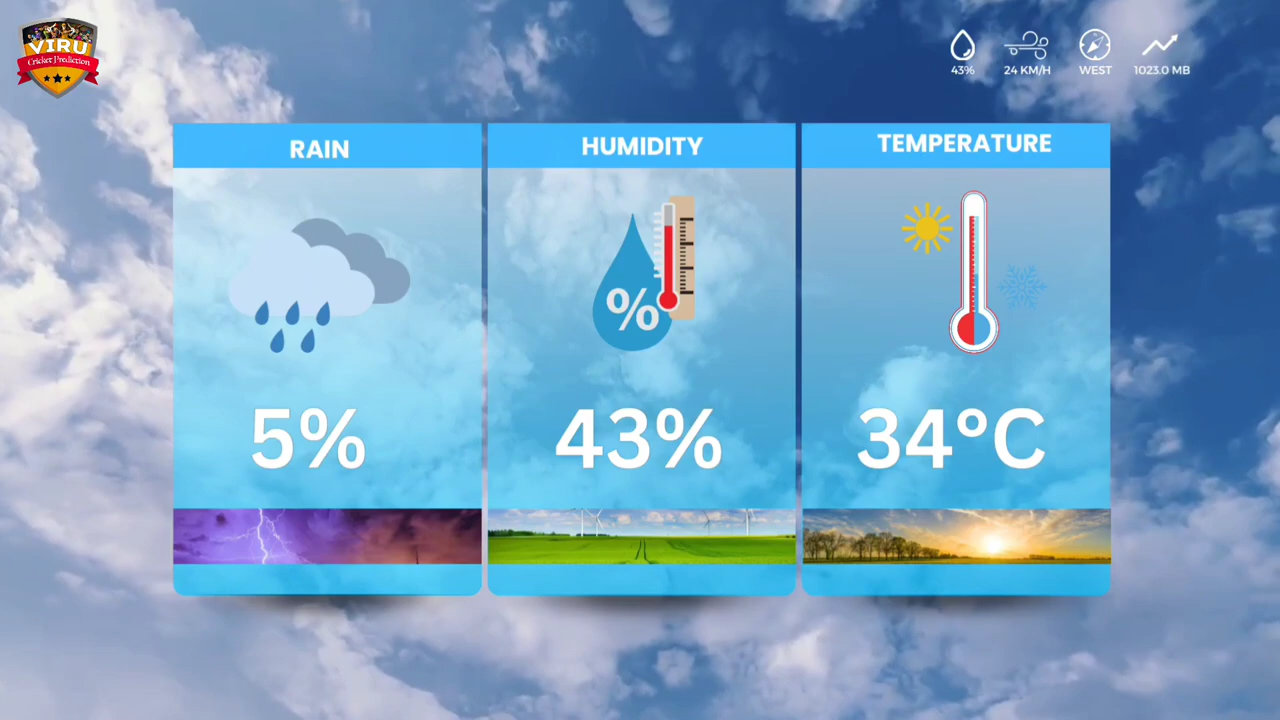 VIRU
Cricket Prediction
43%
24 KM/H
WEST
1023.0 MB
RAIN
HUMIDITY
TEMPERATURE
%
5%
43%
34°C